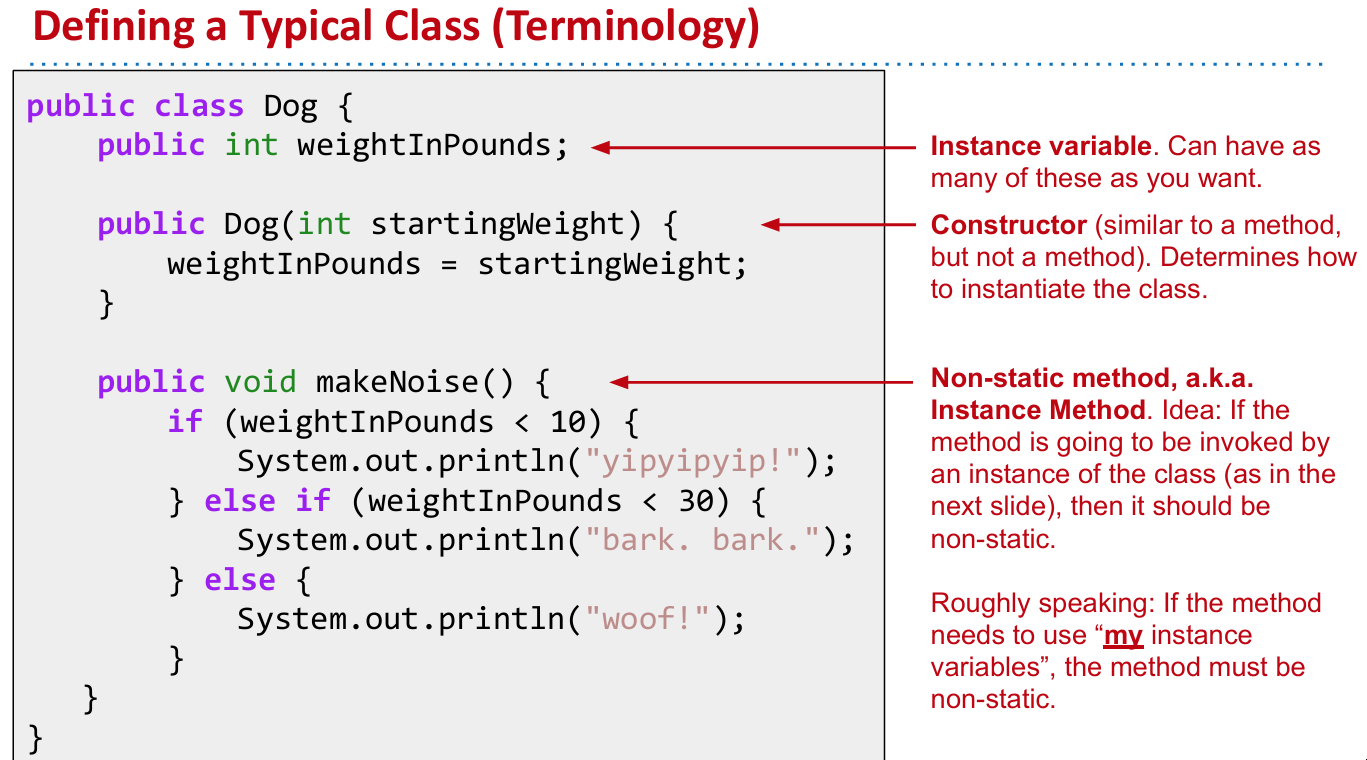 Defining a Typical Class (Terminology)
public class Dog {
public int weightInPounds;
public Dog(int startingWeight) {
weightInPounds = startingWeight;
}
public void makeNoise() {
if (weightInPounds < 10) {
System.out.println("yipyipyip!");
} else if (weightInPounds < 30) {
System.out.println("bark. bark.");
} else {
System.out.println("woof!");
}
}
}
Instance variable. Can have as
many of these as you want.
Constructor (similar to a method,
but not a method). Determines how
to instantiate the class.
Non-static method, a.k.a.
Instance Method. Idea: If the
method is going to be invoked by
an instance of the class (as in the
next slide), then it should be
non-static.
Roughly speaking: If the method
needs to use “my instance
variables”, the method must be
non-static.